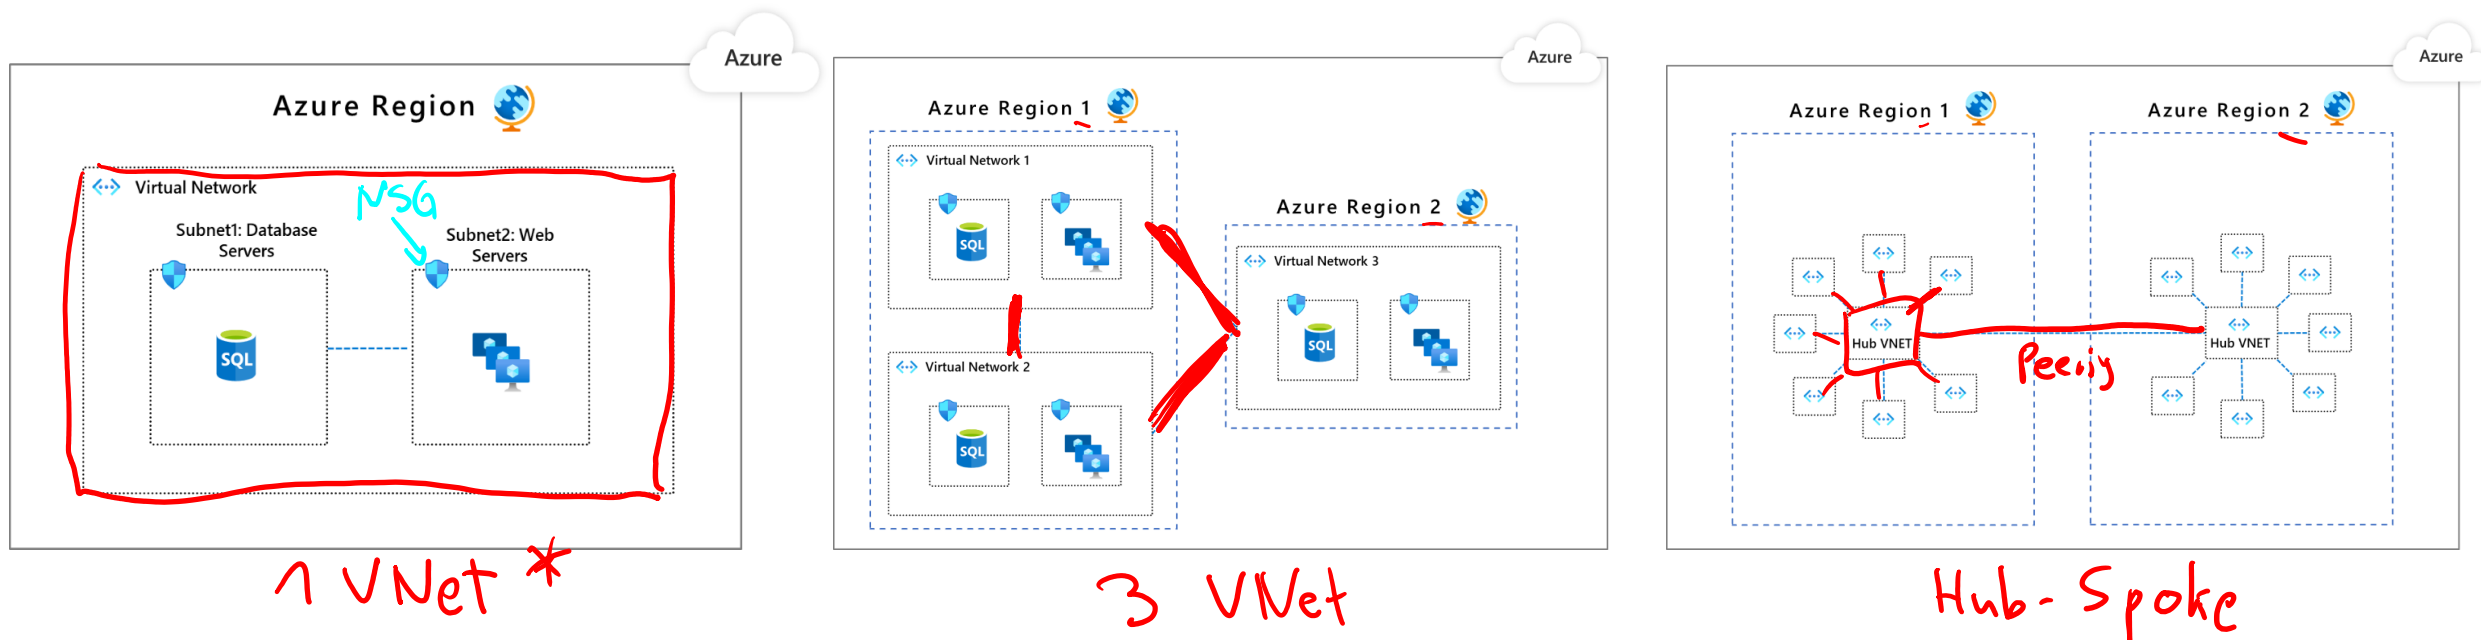 Azure
Azure Region
Virtual Network
NSG
Subnet1: Database
Servers
Subnet2: Web
Servers
SQL
1 VNet *
Azure
Azure Region 1
Virtual Network 1
SQL
Virtual Network 2
SQL
Azure Region 2
Virtual Network 3
SQL
3 VNet
Azure
Azure Region 1
Hub VNET
Peering
Azure Region 2
Hub VNET
Hub-Spoke